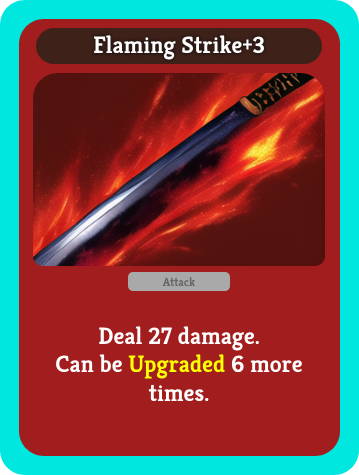 Flaming Strike+3
Attack
Deal 27 damage.
Can be Upgraded 6 more
times.